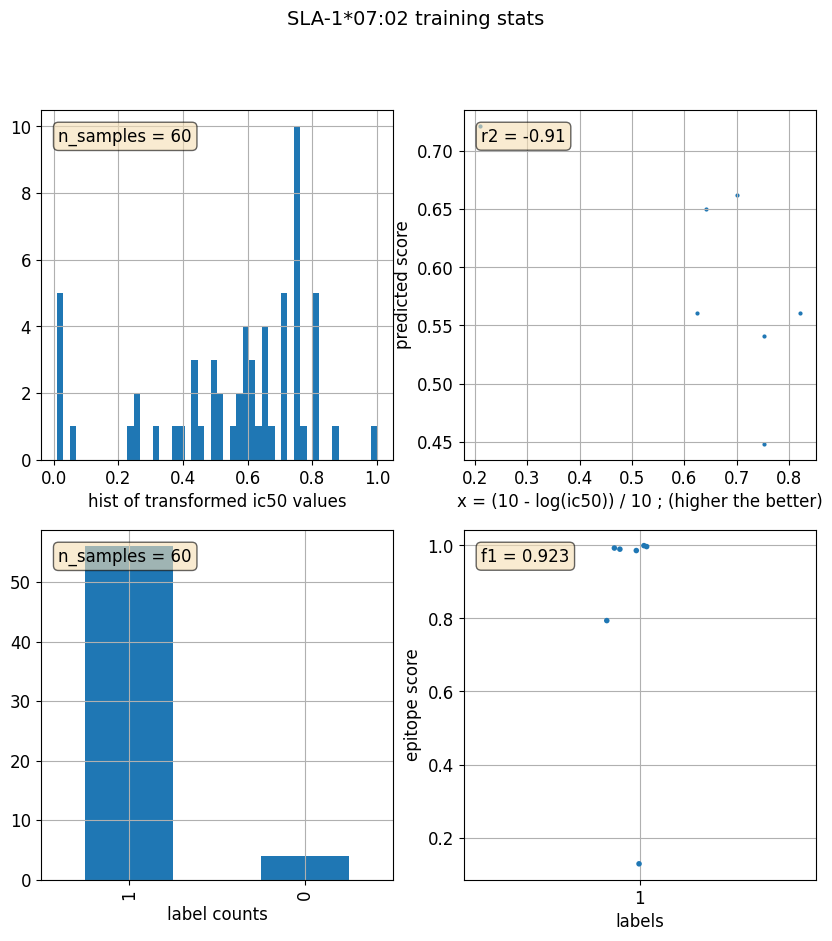 SLA-1*07:02 training stats
n_samples = 60
10
8
6
4
2
0
0.0 0.2 0.4 0.6 0.8 1.0
hist of transformed ic50 values
r2 = -0.91
predicted score
0.70
0.65
0.60
0.55
0.50
0.45
0.2 0.3 0.4 0.5 0.6 0.7 0.8
x = (10 - log(ic50)) / 10 ; (higher the better)
n_samples = 60
50
40
30
20
10
0
1 0
label counts
f1 = 0.923
epitope score
1.0
0.8
0.6
0.4
0.2
1
labels